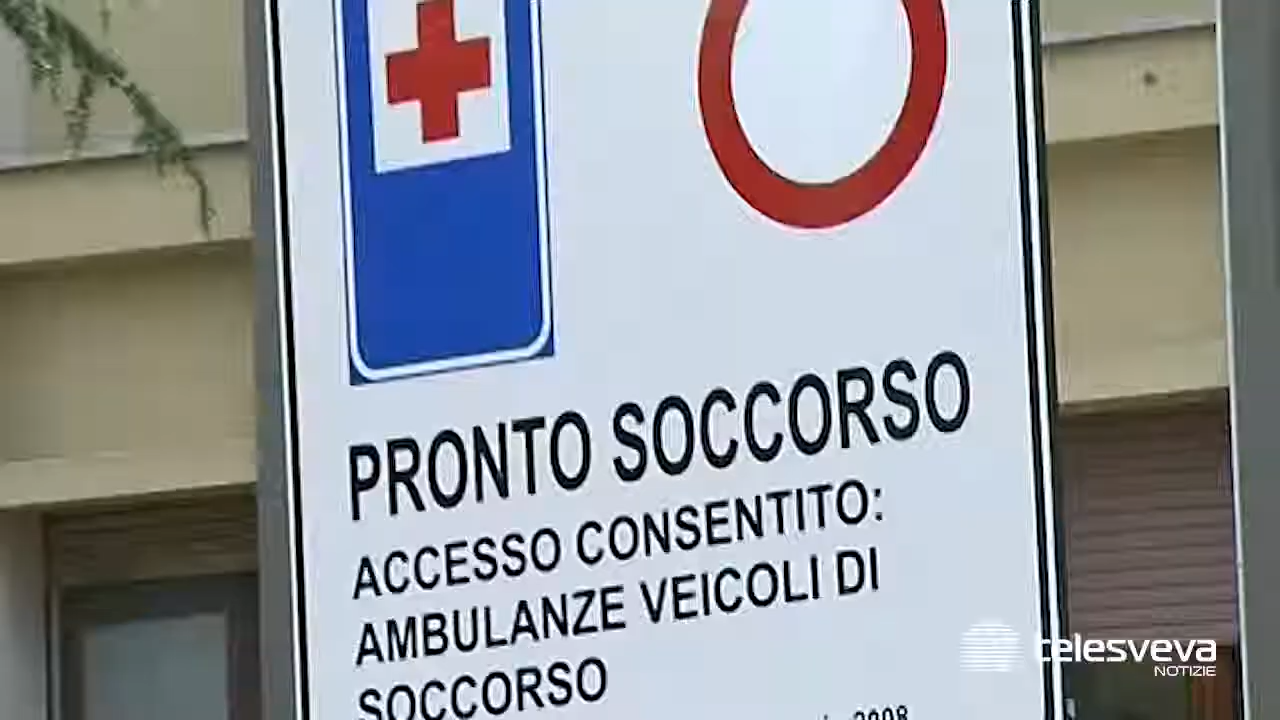 PRONTO SOCCORSO
ACCESSO CONSENTITO:
AMBULANZE VEICOLI DI
SOCCORSO
2008
telesveva
NOTIZIE